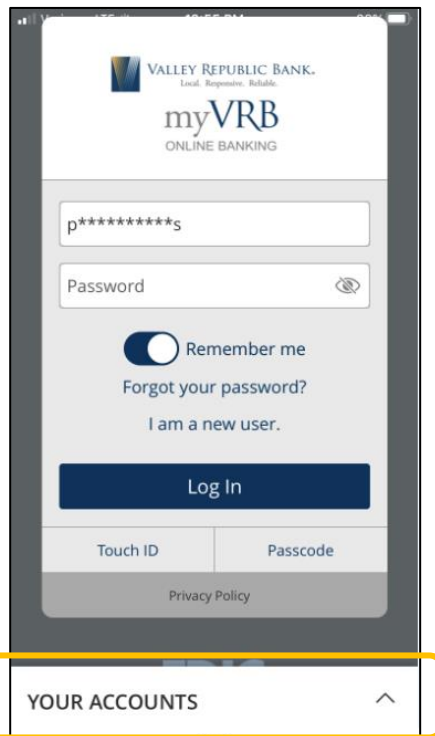 VALLEY REPUBLIC BANK.
Local. Responsive. Reliable.
myVRB
ONLINE BANKING
p**********s
Password
Remember me
Forgot your password?
I am a new user.
Log In
Touch ID Passcode
Privacy Policy
YOUR ACCOUNTS